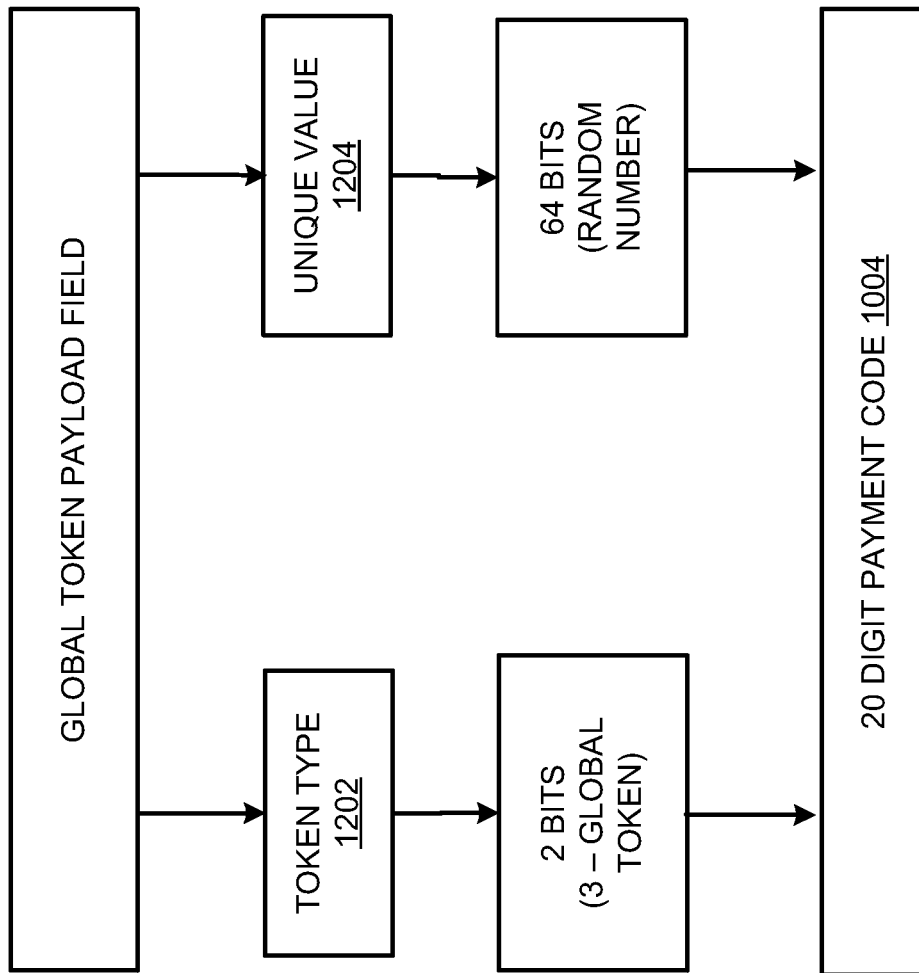 GLOBAL TOKEN PAYLOAD FIELD
TOKEN TYPE
1202
UNIQUE VALUE
1204
2 BITS
(3 – GLOBAL
TOKEN)
64 BITS
(RANDOM
NUMBER)
20 DIGIT PAYMENT CODE 1004